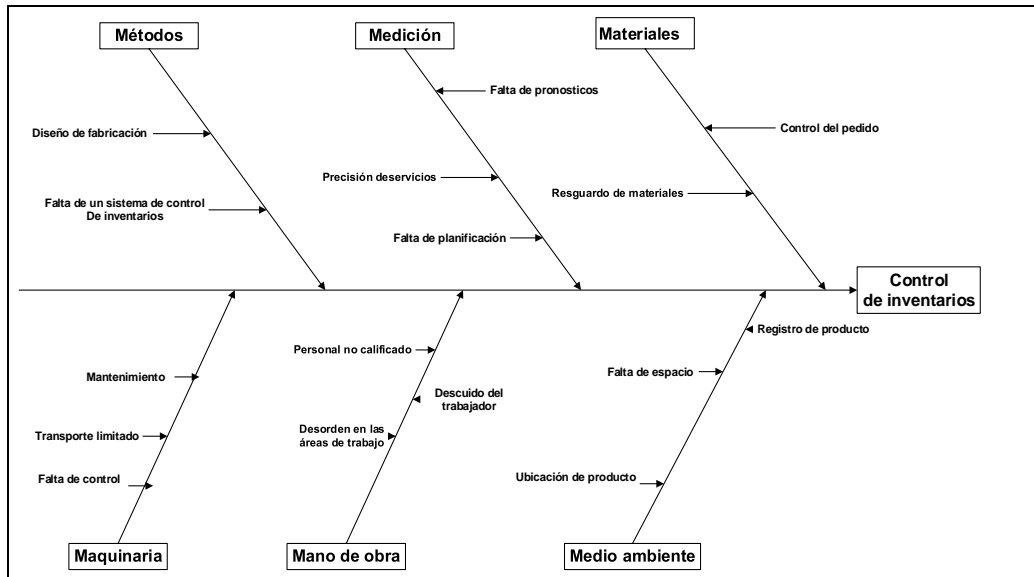 Métodos
Medición
Materiales
Falta de pronosticos
Diseño de fabricación
Control del pedido
Precisión deservicios
Resguardo de materiales
Falta de un sistema de control
De inventarios
Falta de planificación
Control
de inventarios
Registro de producto
Personal no calificado
Mantenimiento
Falta de espacio
Descuido del
trabajador
Transporte limitado
Desorden en las
áreas de trabajo
Falta de control
Ubicación de producto
Maquinaria
Mano de obra
Medio ambiente